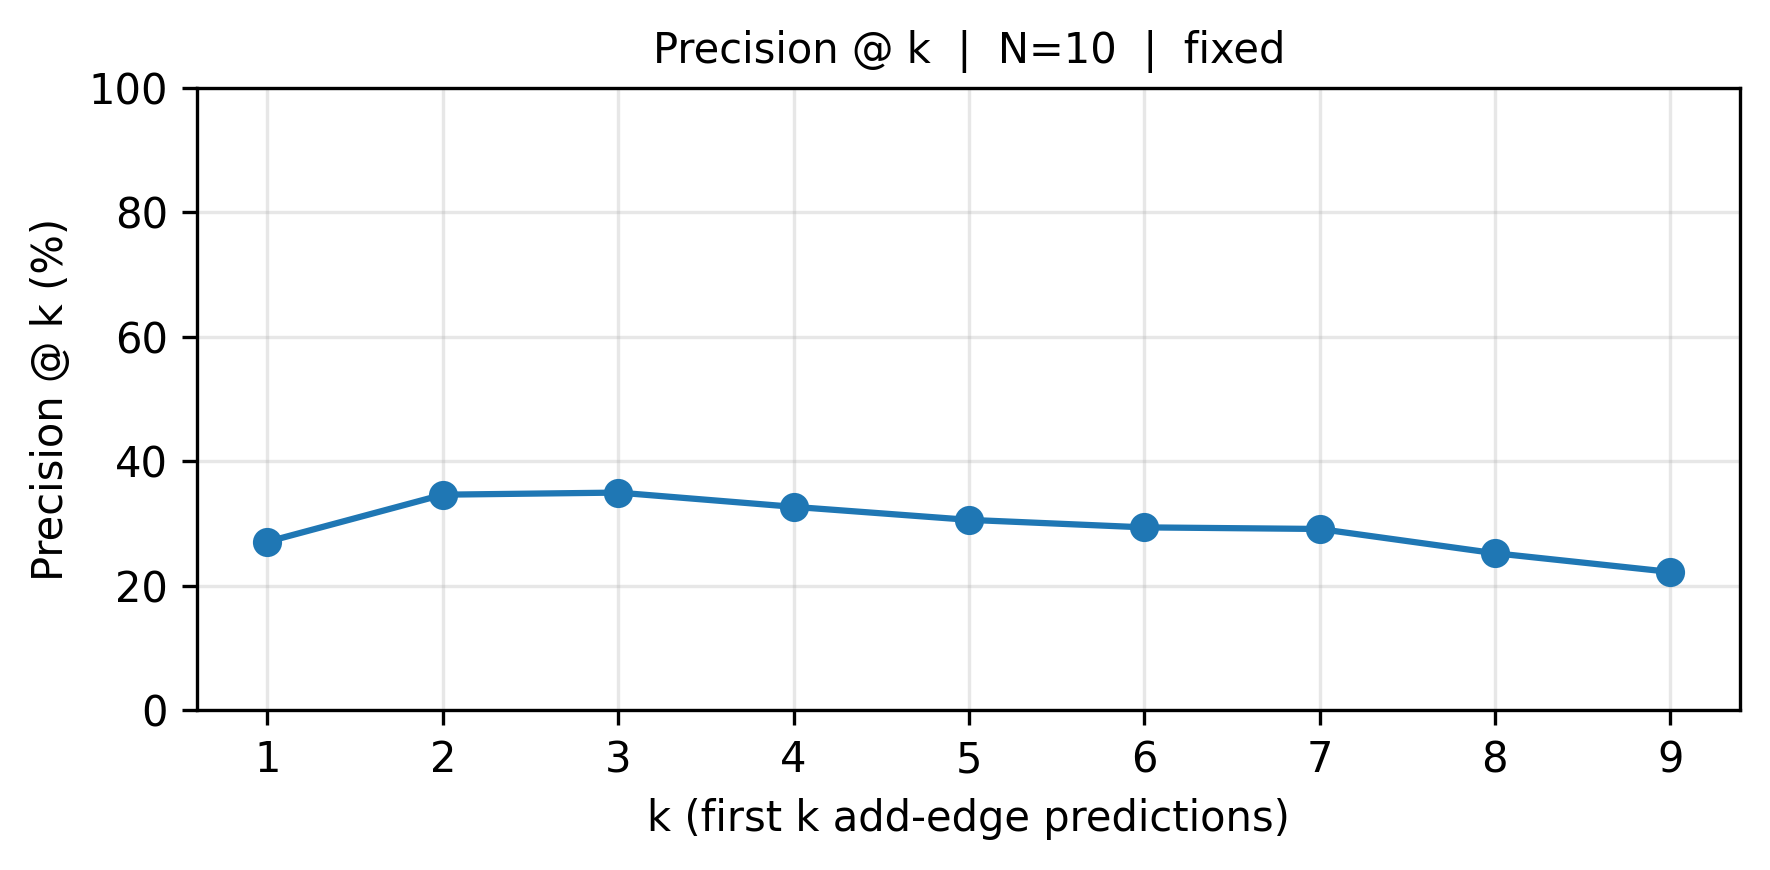 Precision @ k | N=10 | fixed
Precision @ k (%)
100
80
60
40
20
0
1 2 3 4 5 6 7 8 9
k (first k add-edge predictions)